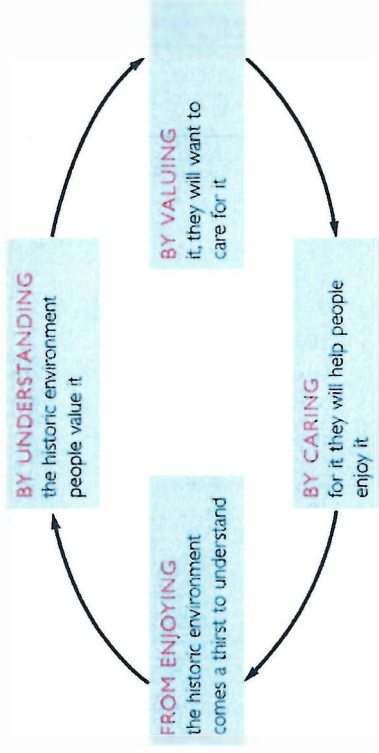 BY UNDERSTANDING
the historic environment
people value it
BY VALUING
it, they will want to
care for it
BY CARING
for it they will help people
enjoy it
FROM ENJOYING
the historic environment
comes a thirst to understand